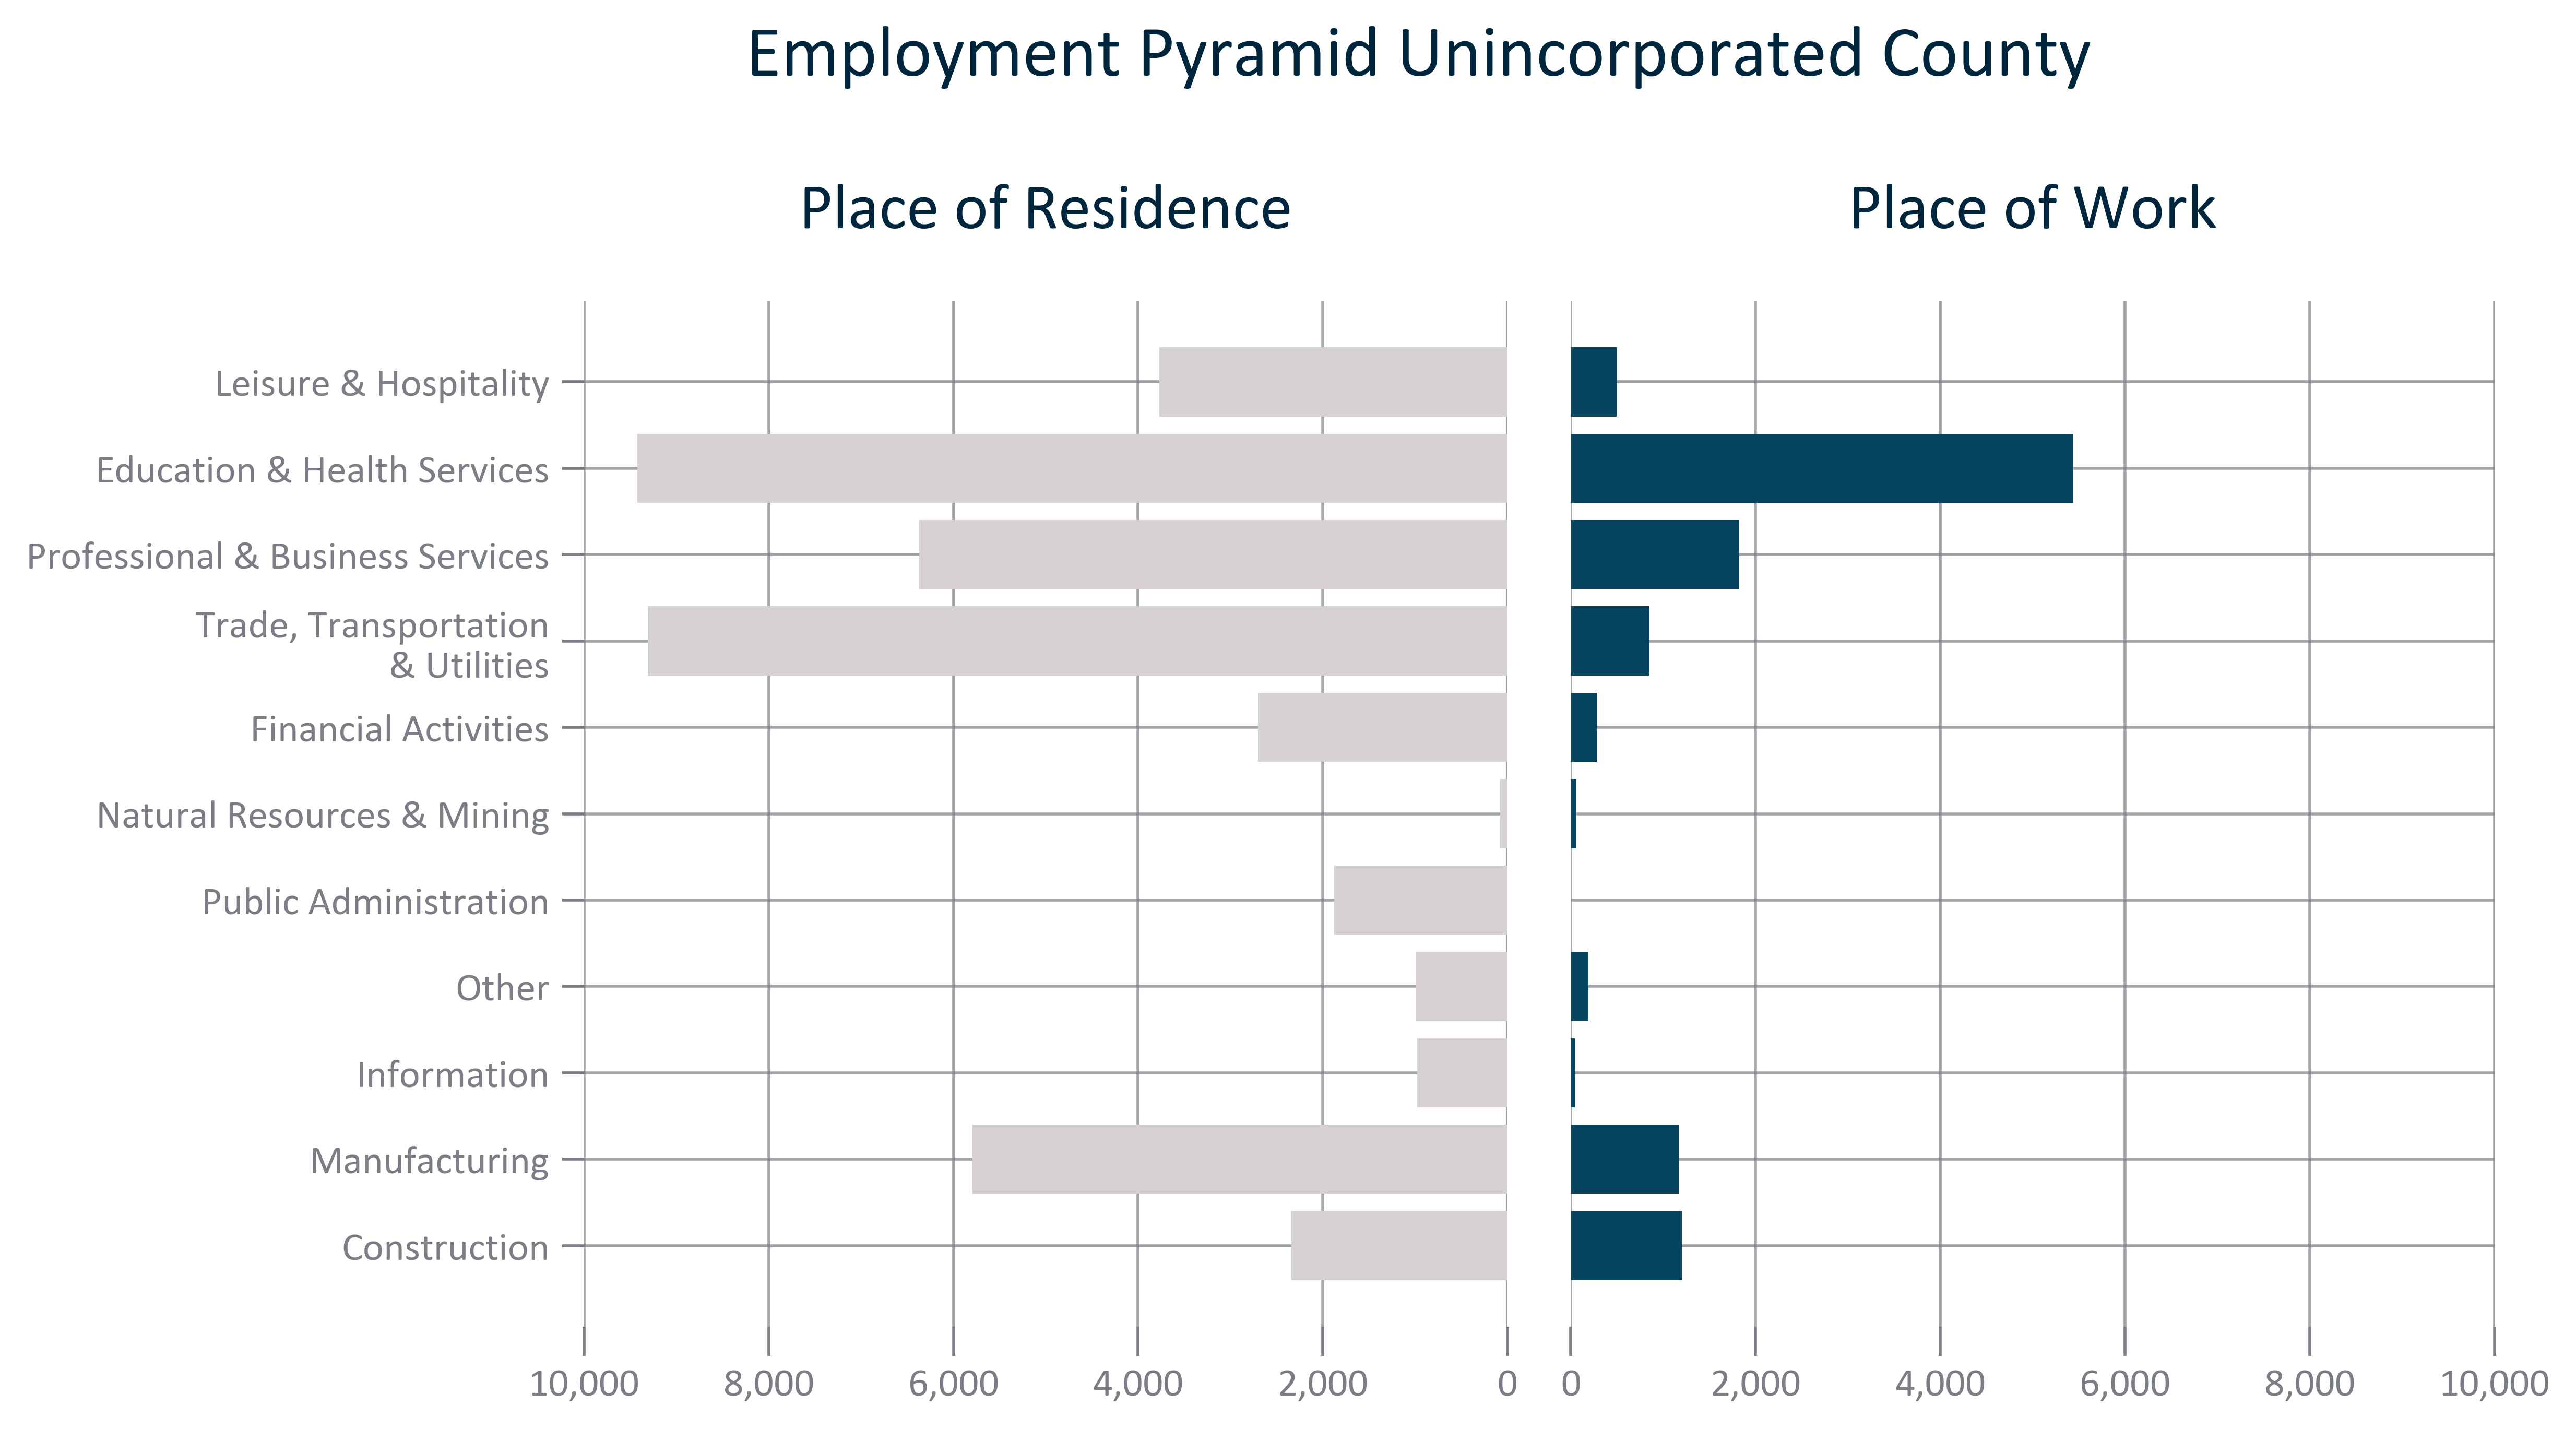 Employment Pyramid Unincorporated County
Place of Residence
Place of Work
Leisure & Hospitality
Education & Health Services
Professional & Business Services
Trade, Transportation
& Utilities
Financial Activities
Natural Resources & Mining
Public Administration
Other
Information
Manufacturing
Construction
10,000 8,000 6,000 4,000 2,000 0
0 2,000 4,000 6,000 8,000 10,000